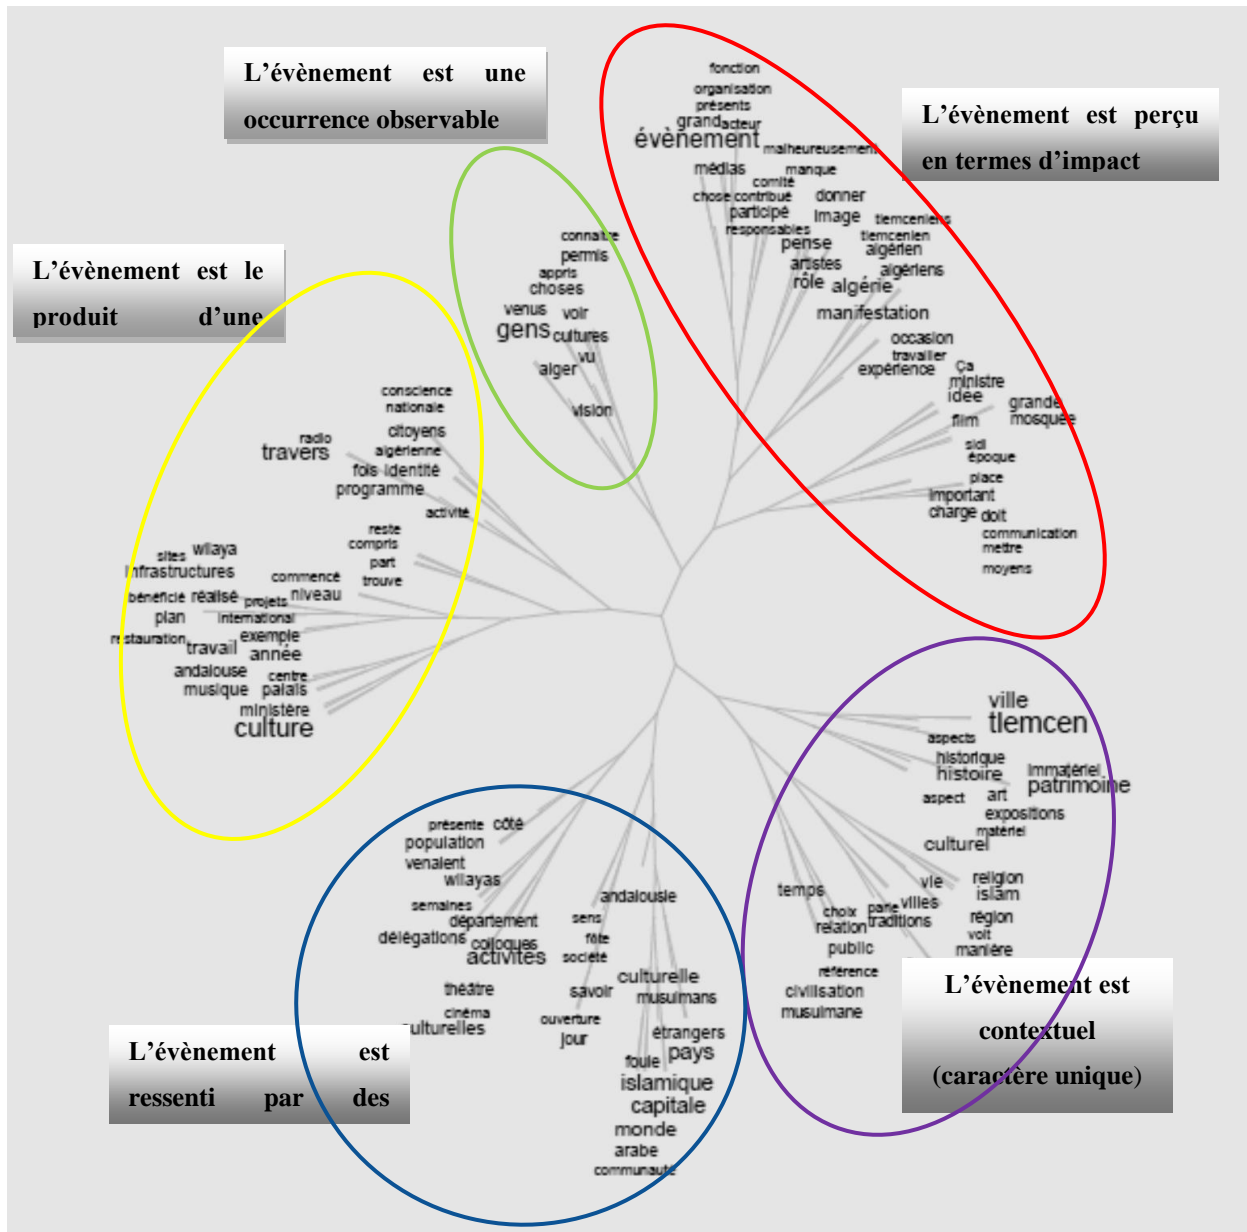 L'évènement est une
occurrence observable
L'évènement est perçu
en termes d'impact
L'évènement est le
produit d'une
L'évènement est
ressenti par des
L'évènement est
contextuel
(caractère unique)
fonction
organisation
présents
grand acteur
évènement
malheureusement
médias manque
comité
chose contribué donner
participé image tlemceniens
responsables tlemcenien
pense algérien
artistes algériens
rôle algérie
manifestation
occasion
travailler
expérience ça
ministre
idée grande
film mosquée
sidi
époque
place
important
charge doit
communication
mettre
moyens
connaitre
permis
appris
choses
venus voir
gens cultures
vu
alger
vision
conscience
nationale
citoyens
radio
travers algérienne
fois identité
programme
activité
reste
compris
part
trouve
sites wilaya
infrastructures commencé
bénéficié réalisé projets niveau
plan international
restauration exemple
travail année
andalouse centre
musique palais
ministère
culture
ville
tlemcen
aspects
historique
histoire immatériel
patrimoine
aspect art
expositions
matériel
culturel
temps vie religion
islam
choix parie villes
relation traditions région
voit
public manière
référence
civilisation
musulmane
présente côté
population
venaient
wilayas
andalousie
semaines sens
département
délégations colloques fête
activités société
culturelle
théâtre savoir musulmans
cinéma
culturelles ouverture étrangers
jour pays
foule
islamique
capitale
monde
arabe
communauté